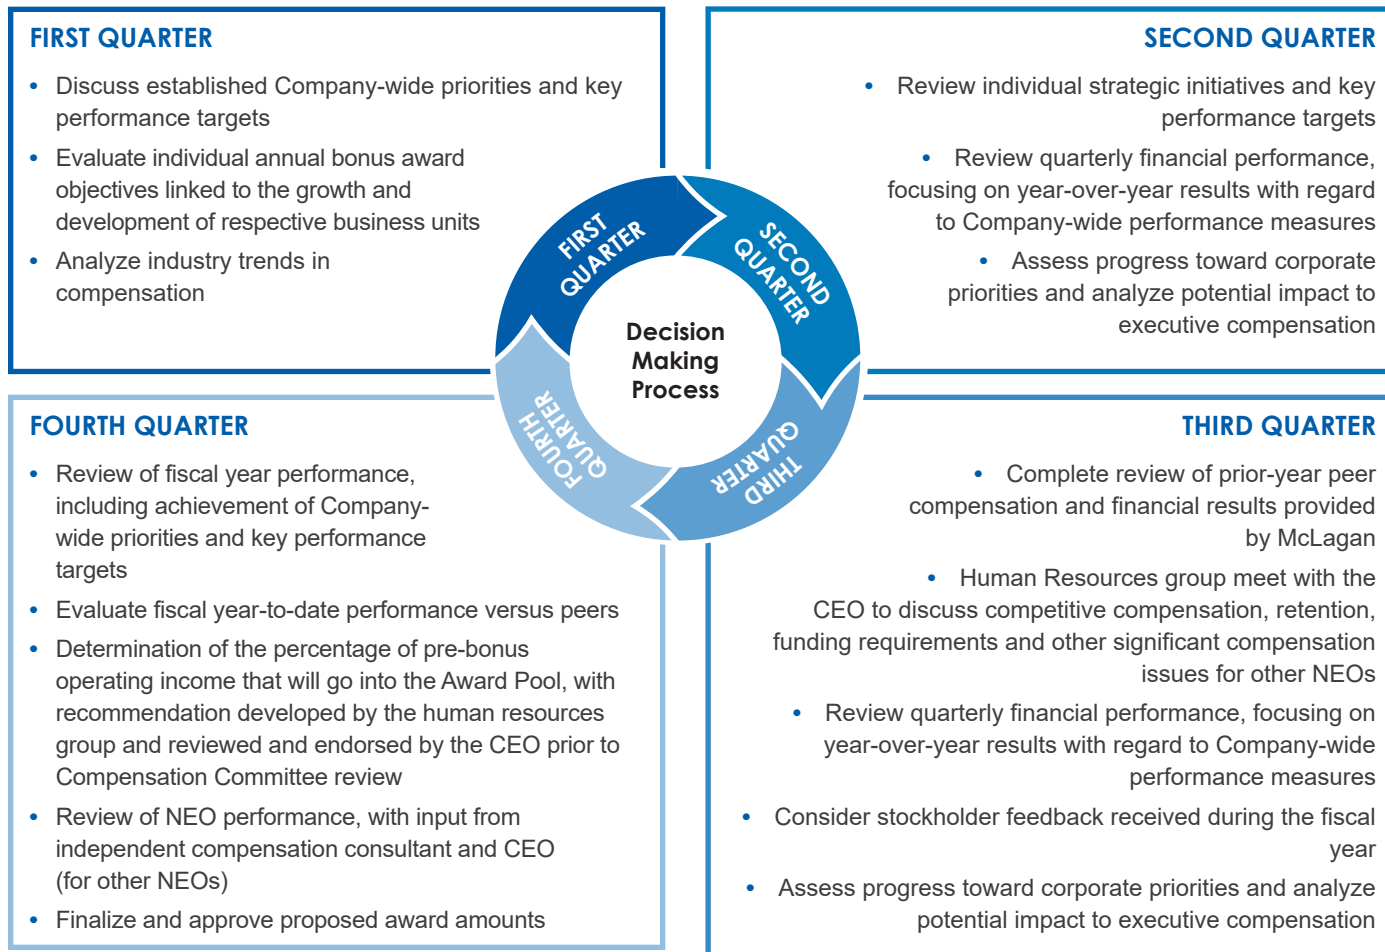 FIRST QUARTER
• Discuss established Company-wide priorities and key
performance targets
• Evaluate individual annual bonus award
objectives linked to the growth and
development of respective business units
• Analyze industry trends in
compensation
SECOND QUARTER
• Review individual strategic initiatives and key
performance targets
• Review quarterly financial performance,
focusing on year-over-year results with regard
to Company-wide performance measures
• Assess progress toward corporate
priorities and analyze potential impact to
executive compensation
FIRST
QUARTER
SECOND
QUARTER
Decision
Making
Process
THIRD
QUARTER
FOURTH
QUARTER
FOURTH QUARTER
• Review of fiscal year performance,
including achievement of Company-
wide priorities and key performance
targets
• Evaluate fiscal year-to-date performance versus peers
• Determination of the percentage of pre-bonus
operating income that will go into the Award Pool, with
recommendation developed by the human resources
group and reviewed and endorsed by the CEO prior to
Compensation Committee review
• Review of NEO performance, with input from
independent compensation consultant and CEO
(for other NEOs)
• Finalize and approve proposed award amounts
THIRD QUARTER
• Complete review of prior-year peer
compensation and financial results provided
by McLagan
• Human Resources group meet with the
CEO to discuss competitive compensation, retention,
funding requirements and other significant compensation
issues for other NEOs
• Review quarterly financial performance, focusing on
year-over-year results with regard to Company-wide
performance measures
• Consider stockholder feedback received during the fiscal
year
• Assess progress toward corporate priorities and analyze
potential impact to executive compensation